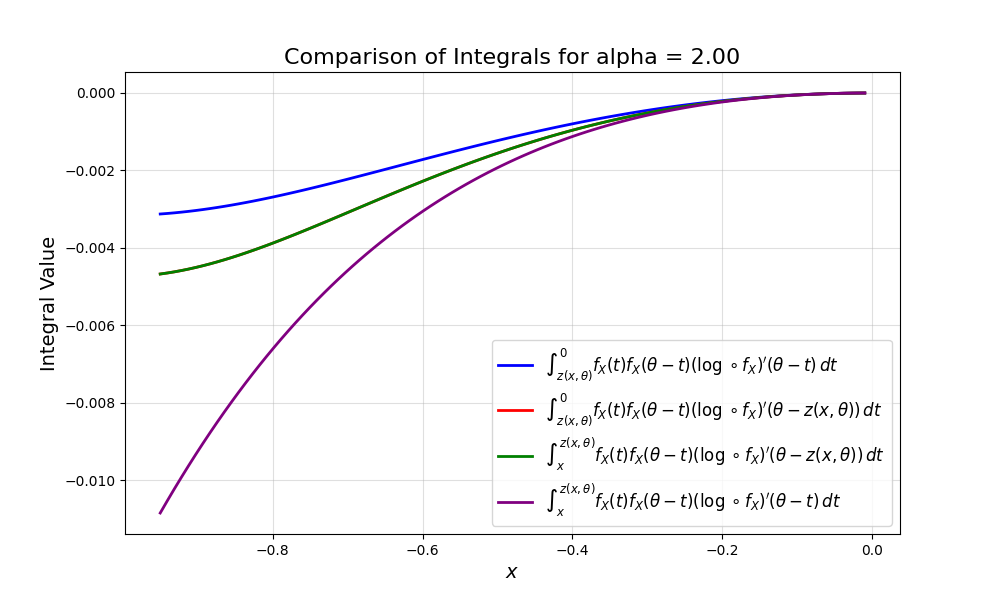 Comparison of Integrals for alpha = 2.00
Integral Value
0.000
−0.002
−0.004
−0.006
−0.008
−0.010
∫_{z(x, θ)}^{0} f_X(t)f_X(θ − t)(log ∘ f_X)′(θ − t) dt
∫_{z(x, θ)}^{0} f_X(t)f_X(θ − t)(log ∘ f_X)′(θ − z(x, θ)) dt
∫_{x}^{z(x, θ)} f_X(t)f_X(θ − t)(log ∘ f_X)′(θ − z(x, θ)) dt
∫_{x}^{z(x, θ)} f_X(t)f_X(θ − t)(log ∘ f_X)′(θ − t) dt
−0.8 −0.6 −0.4 −0.2 0.0
x